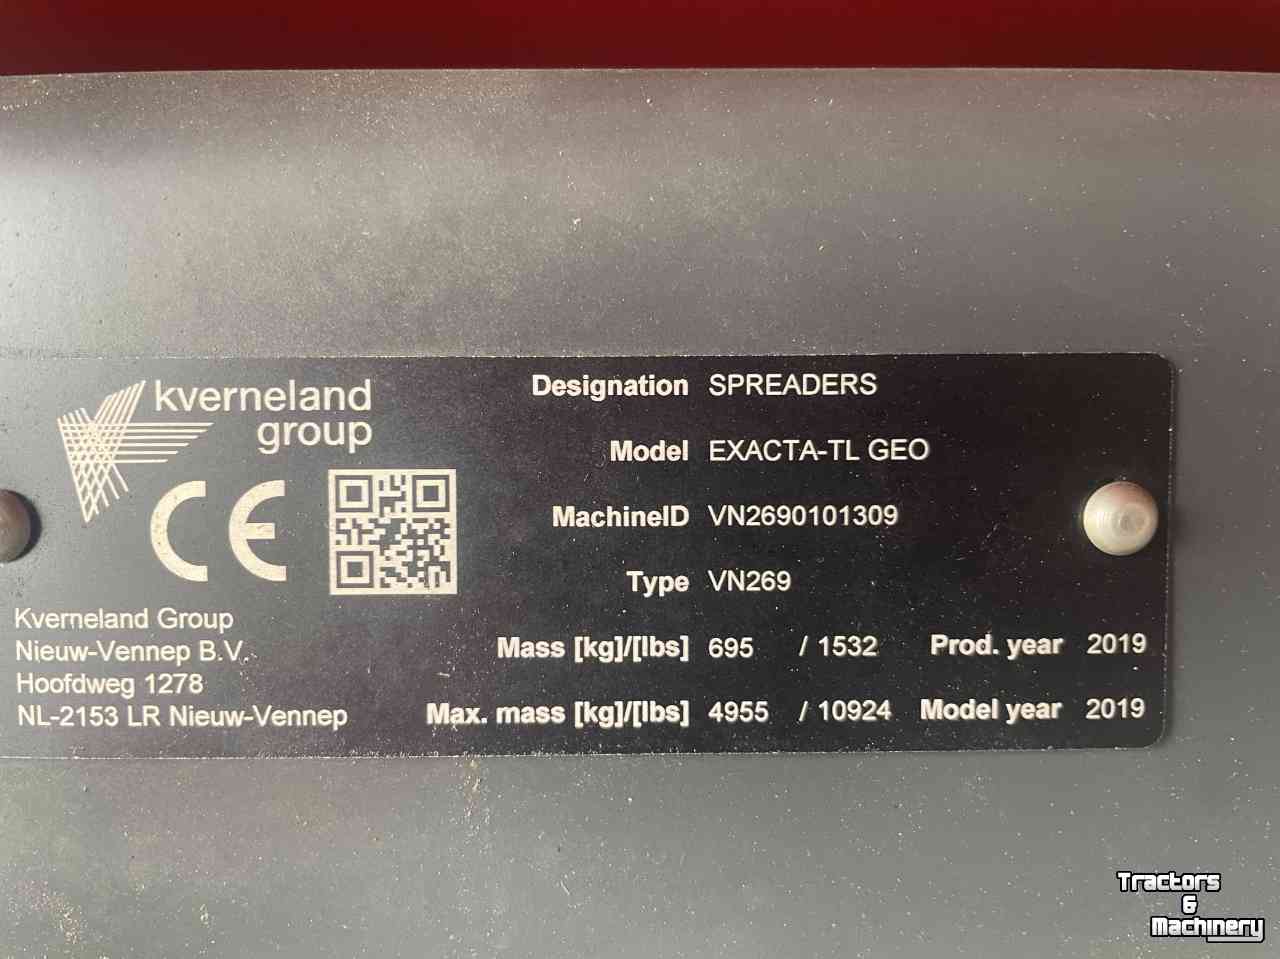 kverneland
group
CE
Kverneland Group
Nieuw-Vennep B.V.
Hoofdweg 1278
NL-2153 LR Nieuw-Vennep
Designation SPREADERS
Model EXACTA-TL GEO
MachineID VN2690101309
Type VN269
Mass [kg]/[lbs] 695 / 1532 Prod. year 2019
Max. mass [kg]/[lbs] 4955 / 10924 Model year 2019
Tractors
&
Machinery